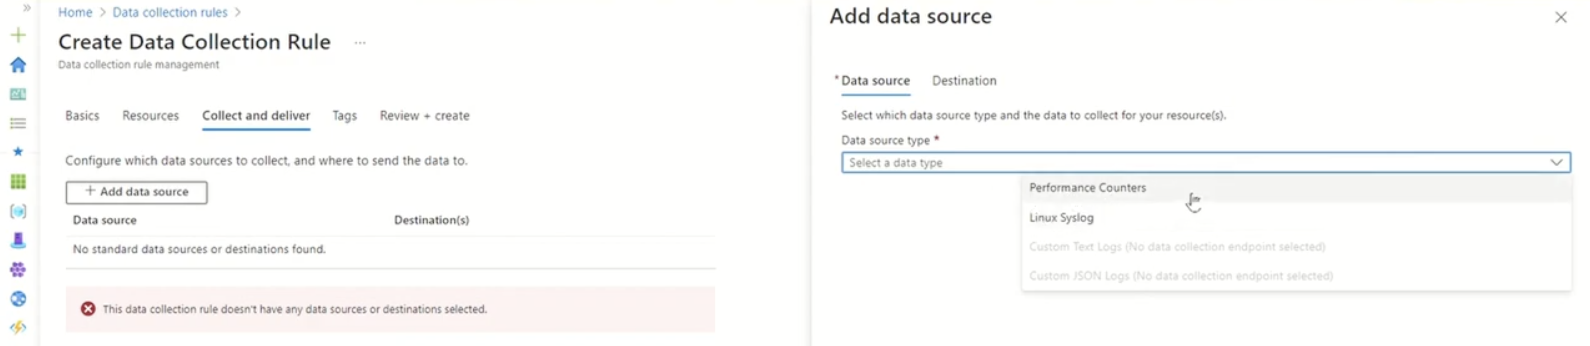 Home > Data collection rules >
Create Data Collection Rule ...
Data collection rule management
Basics Resources Collect and deliver Tags Review + create
Configure which data sources to collect, and where to send the data to.
+ Add data source
Data source Destination(s)
No standard data sources or destinations found.
This data collection rule doesn't have any data sources or destinations selected.
Add data source
* Data source Destination
Select which data source type and the data to collect for your resource(s).
Data source type *
Select a data type
Performance Counters
Linux Syslog
Custom Text Logs (No data collection endpoint selected)
Custom JSON Logs (No data collection endpoint selected)